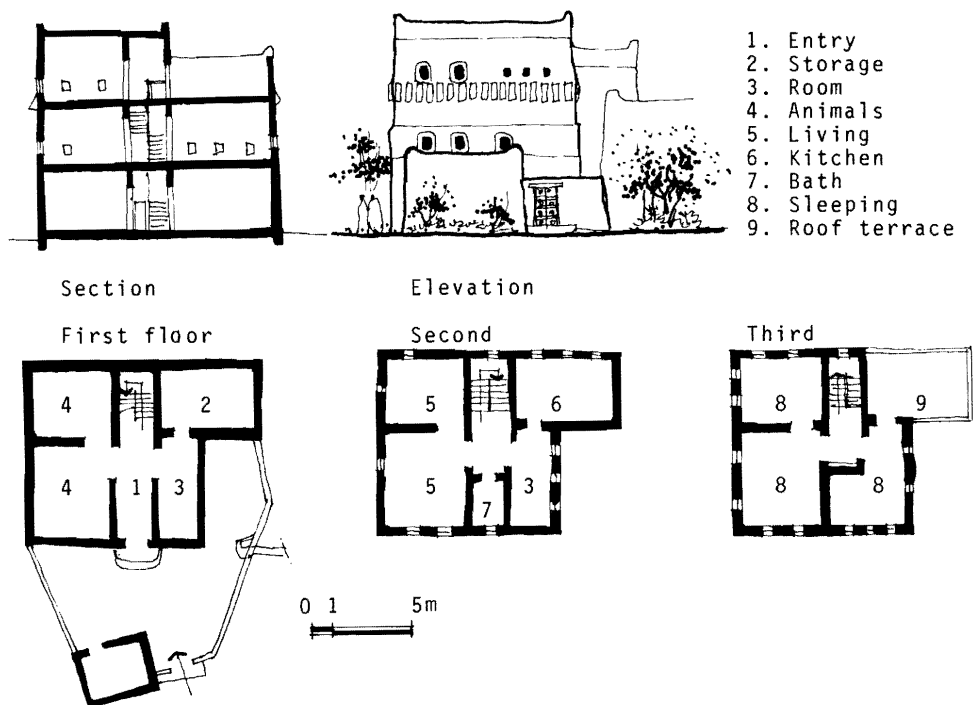 1. Entry
2. Storage
3. Room
4. Animals
5. Living
6. Kitchen
7. Bath
8. Sleeping
9. Roof terrace
Section
Elevation
First floor
Second
Third
4
2
4
1
3
5
6
5
7
3
8
9
8
8
0 1 5m